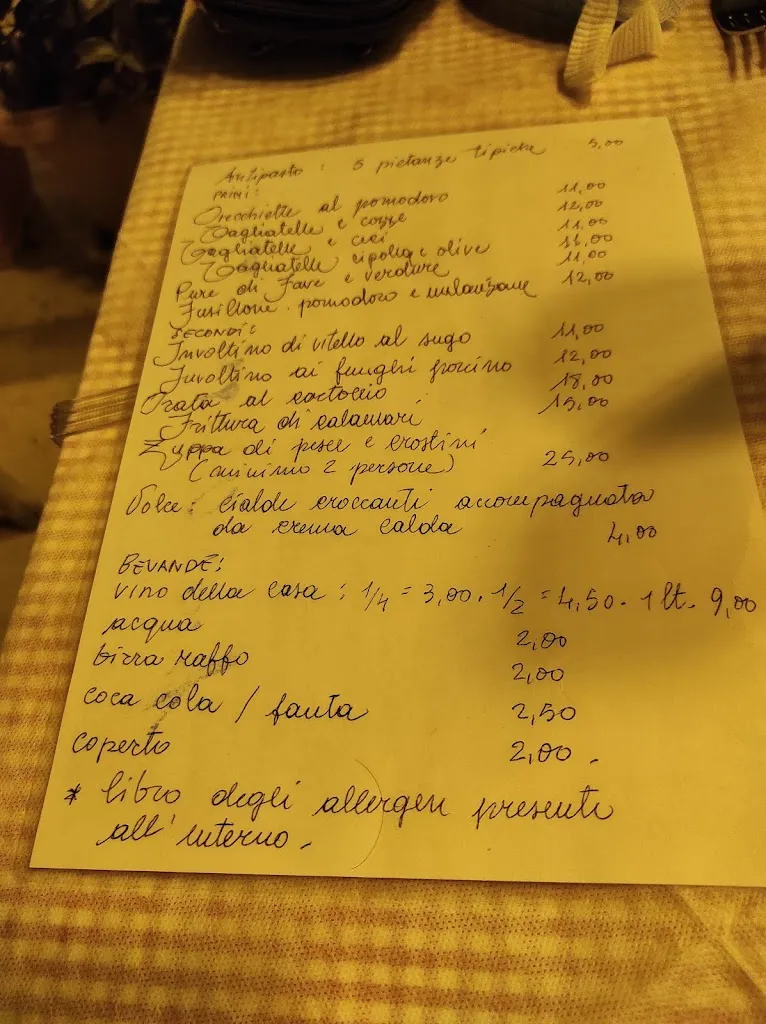 Antipasto : 5 pietanze tipiche 5,00
PRIMI:
Orecchiette al pomodoro 11,00
Tagliatelle e cozze 12,00
Tagliatelle e ceci 11,00
Tagliatelle cipolla e olive 11,00
Pure di Fave e verdure 11,00
Fusillone pomodoro e melanzane 12,00
SECONDI:
Involtino di vitello al sugo 11,00
Involtino ai funghi porcino 12,00
Orata al cartoccio 18,00
Frittura di calamari 15,00
Zuppa di pesce e crostini
(minimo 2 persone) 25,00
Dolce: cialde croccanti accompagnata
da crema calda 4,00
BEVANDE:
vino della casa : 1/4 = 3,00 . 1/2 = 4,50 . 1 lt. 9,00
acqua 2,00
birra raffo 2,00
coca cola / fanta 2,50
coperto 2,00 .
* libro degli allergeni presente
all' interno .